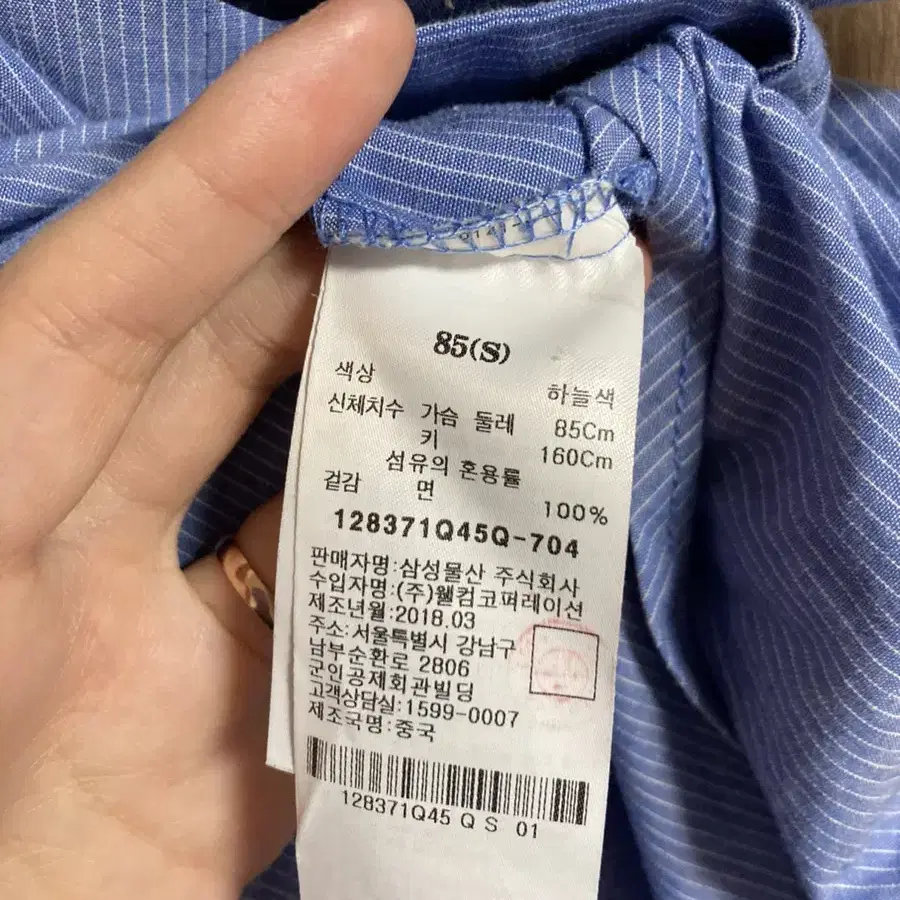 85(S)
색상 하늘색
신체치수 가슴 둘레 85Cm
키 160Cm
섬유의 혼용률
겉감 면 100%
128371Q45Q-704
판매자명:삼성물산 주식회사
수입자명:(주)웰컴코퍼레이션
제조년월:2018.03
주소:서울특별시 강남구
남부순환로 2806
군인공제회관빌딩
고객상담실:1599-0007
제조국명:중국
128371Q45 Q S 01